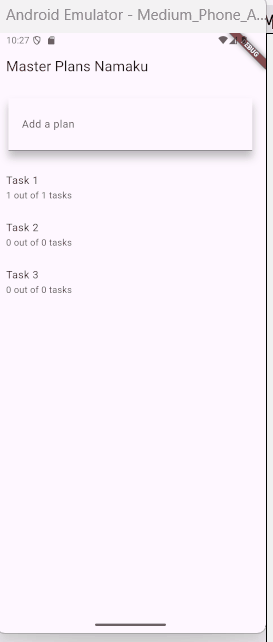 Android Emulator - Medium_Phone_A...
10:27
DEBUG
Master Plans Namaku
Add a plan
Task 1
1 out of 1 tasks
Task 2
0 out of 0 tasks
Task 3
0 out of 0 tasks